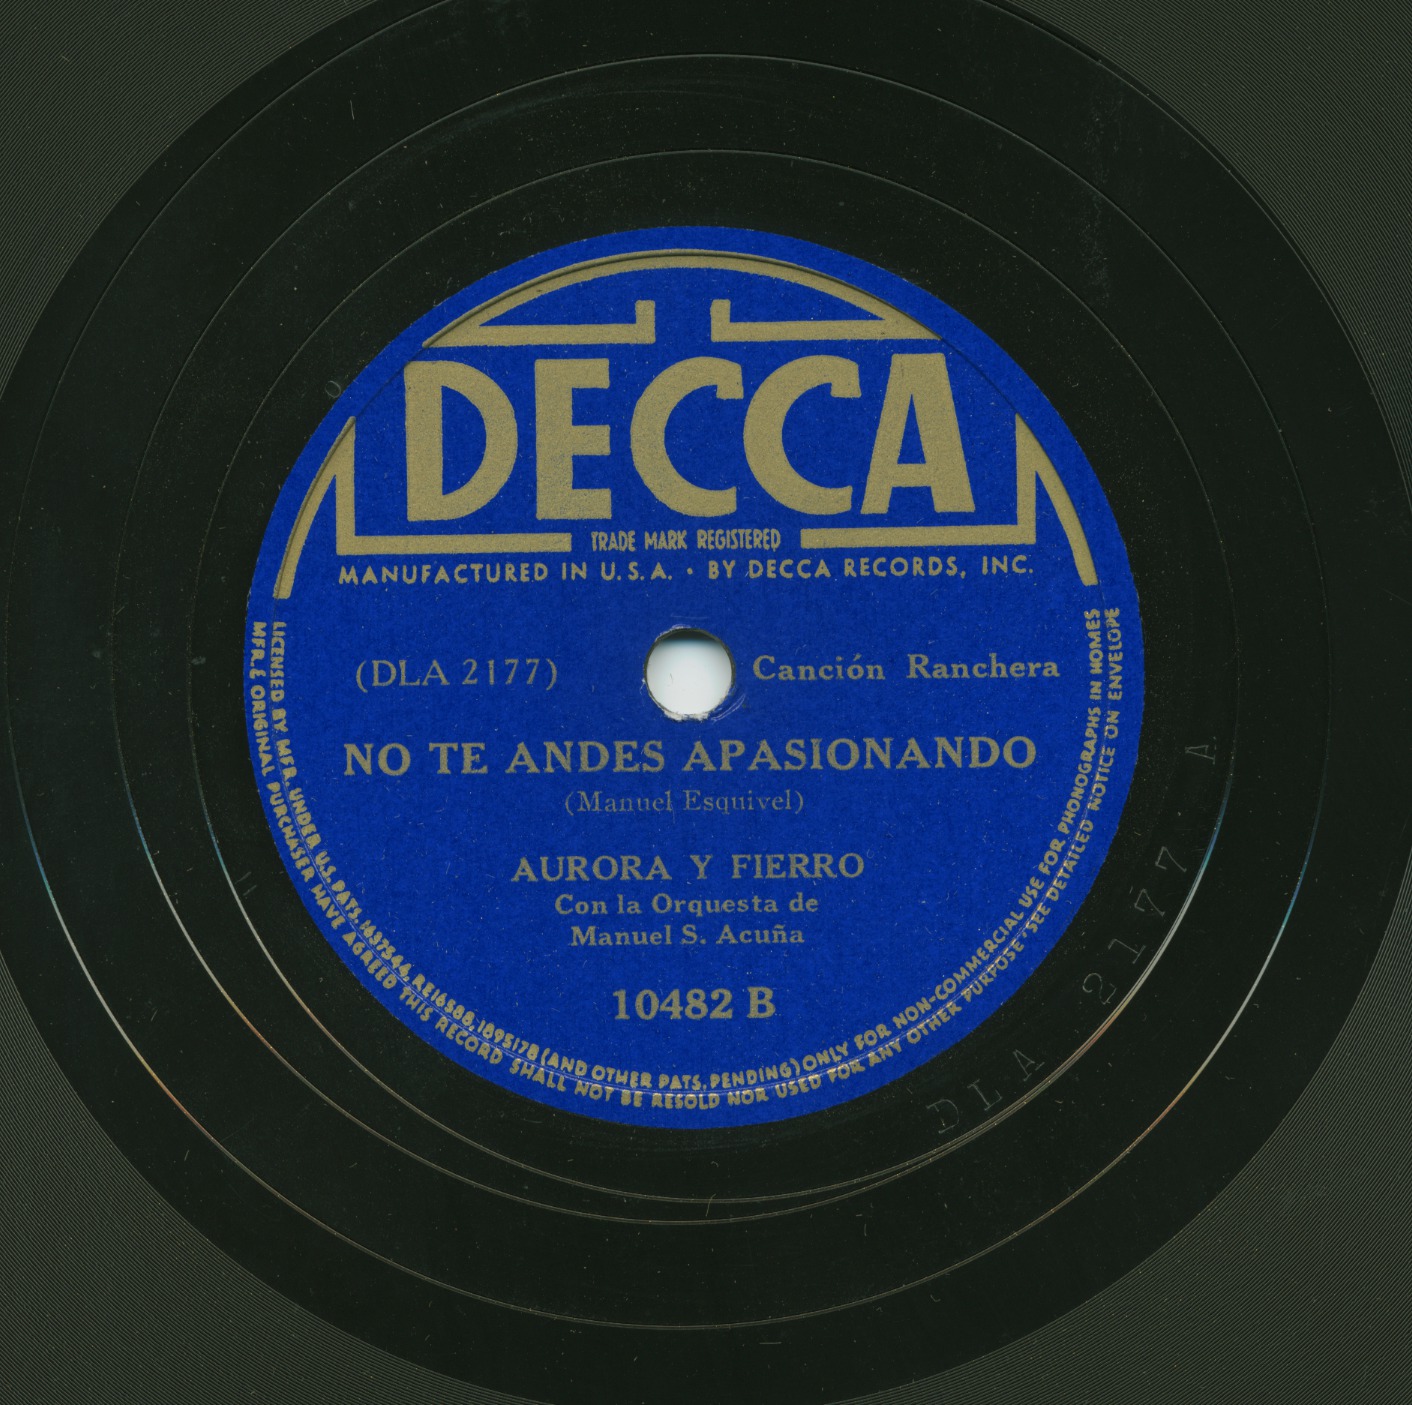 DECCA
TRADE MARK REGISTERED
MANUFACTURED IN U.S.A. · BY DECCA RECORDS, INC.
(DLA 2177)
Canción Ranchera
NO TE ANDES APASIONANDO
(Manuel Esquivel)
AURORA Y FIERRO
Con la Orquesta de
Manuel S. Acuña
10482 B
LICENSED BY MFR. UNDER U.S. PATS. 1637544, RE16588, 1895178 (AND OTHER PATS. PENDING) ONLY FOR NON-COMMERCIAL USE FOR PHONOGRAPHS IN HOMES
MFR. & ORIGINAL PURCHASER HAVE AGREED THIS RECORD SHALL NOT BE RESOLD NOR USED FOR ANY OTHER PURPOSE · SEE DETAILED NOTICE ON ENVELOPE
DLA 2177 A